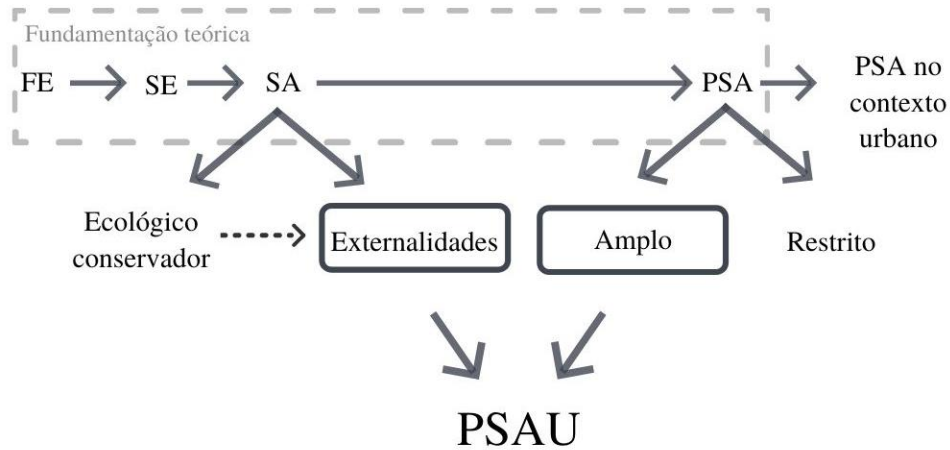 Fundamentação teórica
FE
SE
SA
PSA
PSA no
contexto
urbano
Ecológico
conservador
Externalidades
Amplo
Restrito
PSAU